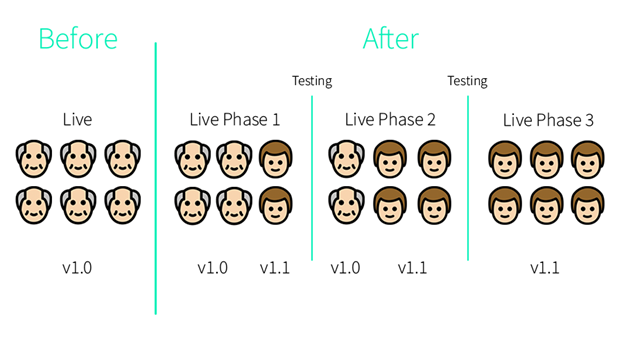 Before
After
Testing
Testing
Live
Live Phase 1
Live Phase 2
Live Phase 3
v1.0
v1.0
v1.1
v1.0
v1.1
v1.1